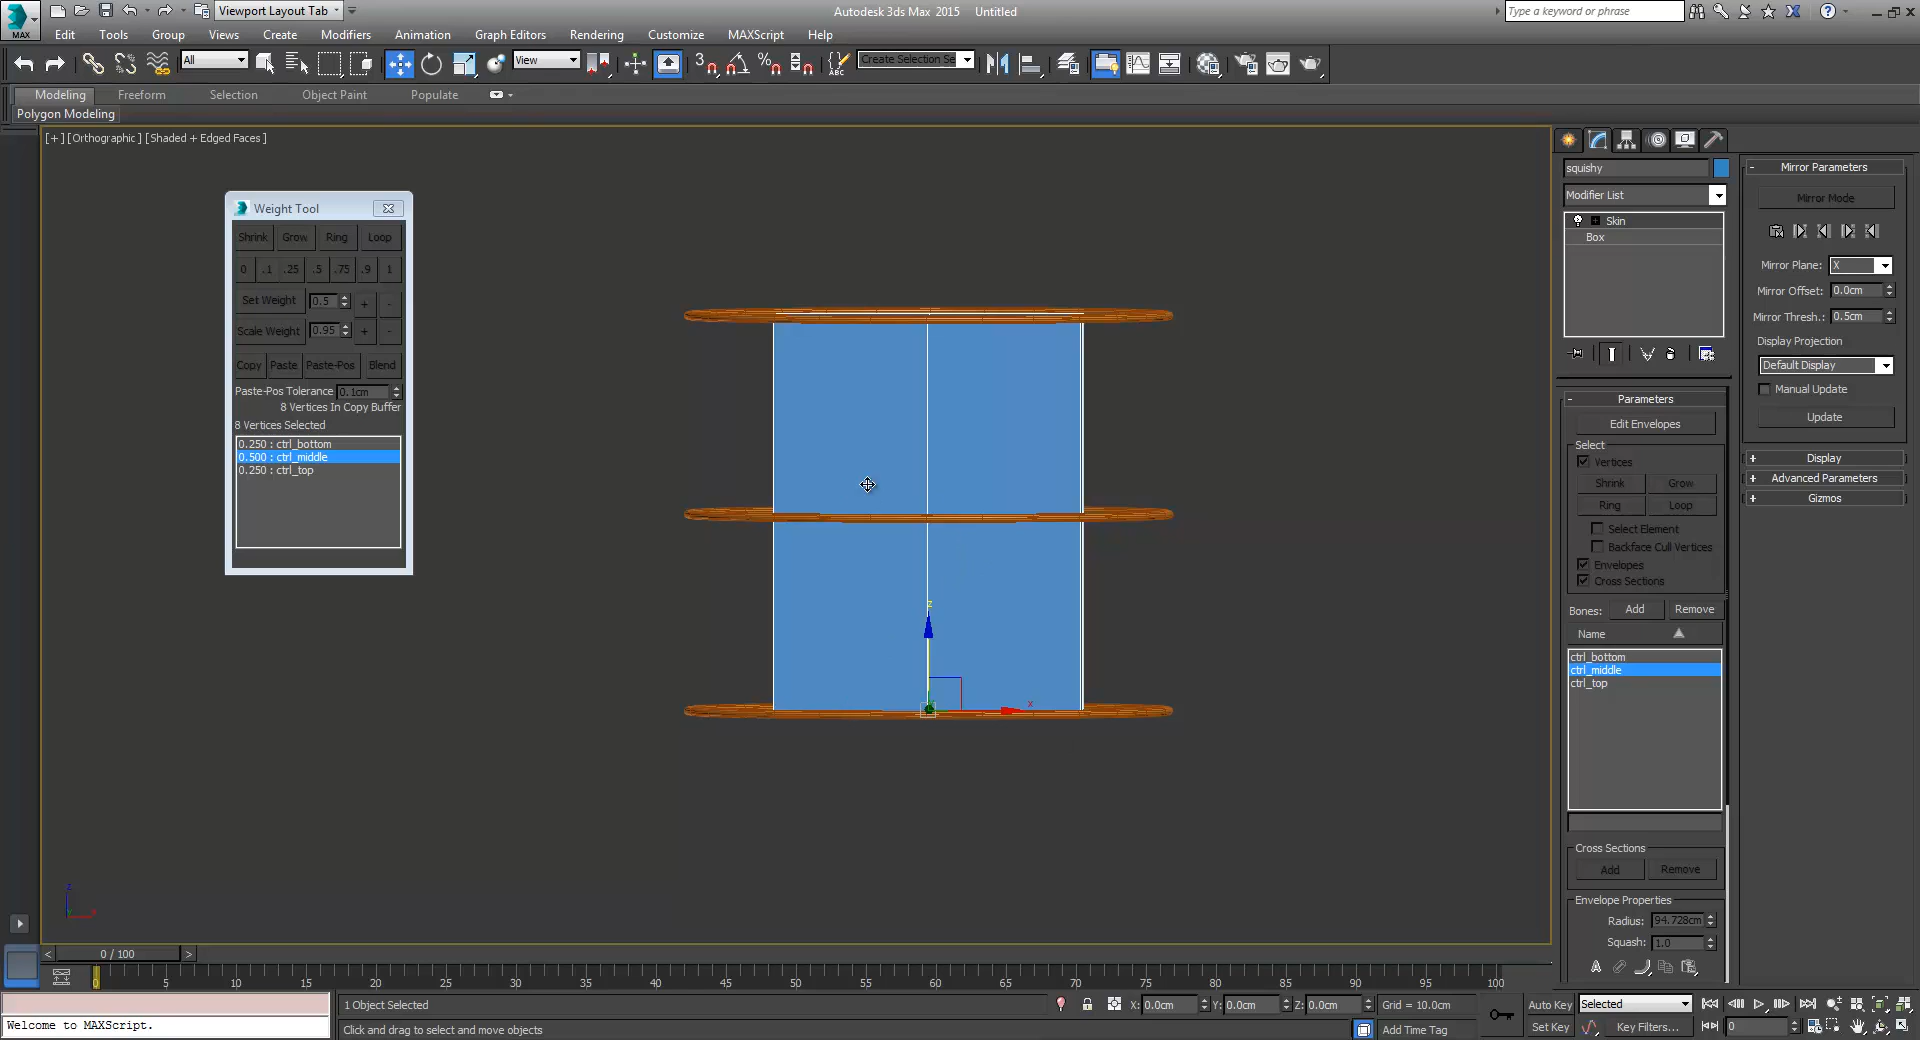 Viewport Layout Tab
Autodesk 3ds Max 2015 Untitled
Type a keyword or phrase
MAX
Edit Tools Group Views Create Modifiers Animation Graph Editors Rendering Customize MAXScript Help
All
View
3
%
ABC
Create Selection Se
Modeling Freeform Selection Object Paint Populate
Polygon Modeling
[+] [Orthographic] [Shaded + Edged Faces]
Weight Tool
Shrink Grow Ring Loop
0 .1 .25 .5 .75 .9 1
Set Weight 0.5 + -
Scale Weight 0.95 + -
Copy Paste Paste-Pos Blend
Paste-Pos Tolerance 0.1cm
8 Vertices In Copy Buffer
8 Vertices Selected
0.250 : ctrl_bottom
0.500 : ctrl_middle
0.250 : ctrl_top
z
x
z
squishy
Modifier List
Skin
Box
- Parameters
Edit Envelopes
Select
Vertices
Shrink Grow
Ring Loop
Select Element
Backface Cull Vertices
Envelopes
Cross Sections
Bones: Add Remove
Name
ctrl_bottom
ctrl_middle
ctrl_top
Cross Sections
Add Remove
Envelope Properties
Radius: 94.728cm
Squash: 1.0
A
- Mirror Parameters
Mirror Mode
Mirror Plane: X
Mirror Offset: 0.0cm
Mirror Thresh.: 0.5cm
Display Projection
Default Display
Manual Update
Update
+ Display
+ Advanced Parameters
+ Gizmos
< 0 / 100 >
0 5 10 15 20 25 30 35 40 45 50 55 60 65 70 75 80 85 90 95 100
Welcome to MAXScript.
1 Object Selected
Click and drag to select and move objects
X: 0.0cm Y: 0.0cm Z: 0.0cm Grid = 10.0cm
Add Time Tag
Auto Key Selected
Set Key Key Filters...
0